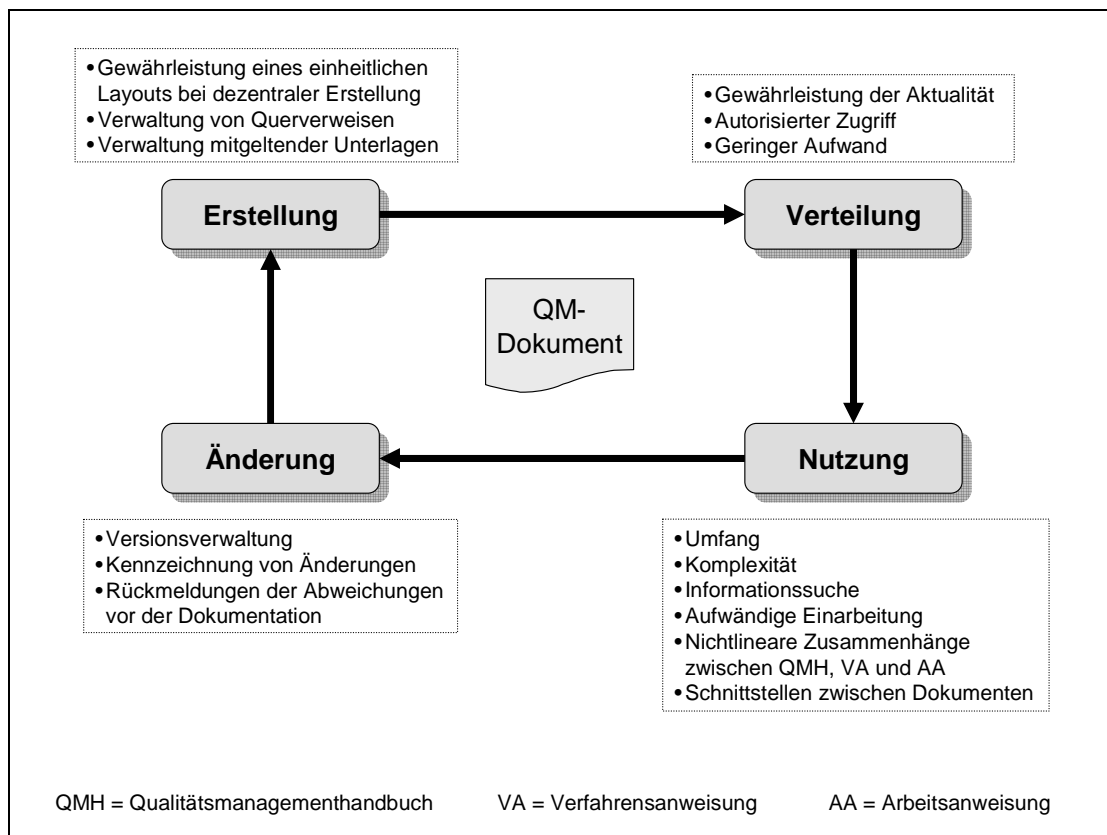 •Gewährleistung eines einheitlichen
Layouts bei dezentraler Erstellung
•Verwaltung von Querverweisen
•Verwaltung mitgeltender Unterlagen
•Gewährleistung der Aktualität
•Autorisierter Zugriff
•Geringer Aufwand
Erstellung
Verteilung
QM-
Dokument
Änderung
Nutzung
•Versionsverwaltung
•Kennzeichnung von Änderungen
•Rückmeldungen der Abweichungen
vor der Dokumentation
•Umfang
•Komplexität
•Informationssuche
•Aufwändige Einarbeitung
•Nichtlineare Zusammenhänge
zwischen QMH, VA und AA
•Schnittstellen zwischen Dokumenten
QMH = Qualitätsmanagementhandbuch VA = Verfahrensanweisung AA = Arbeitsanweisung